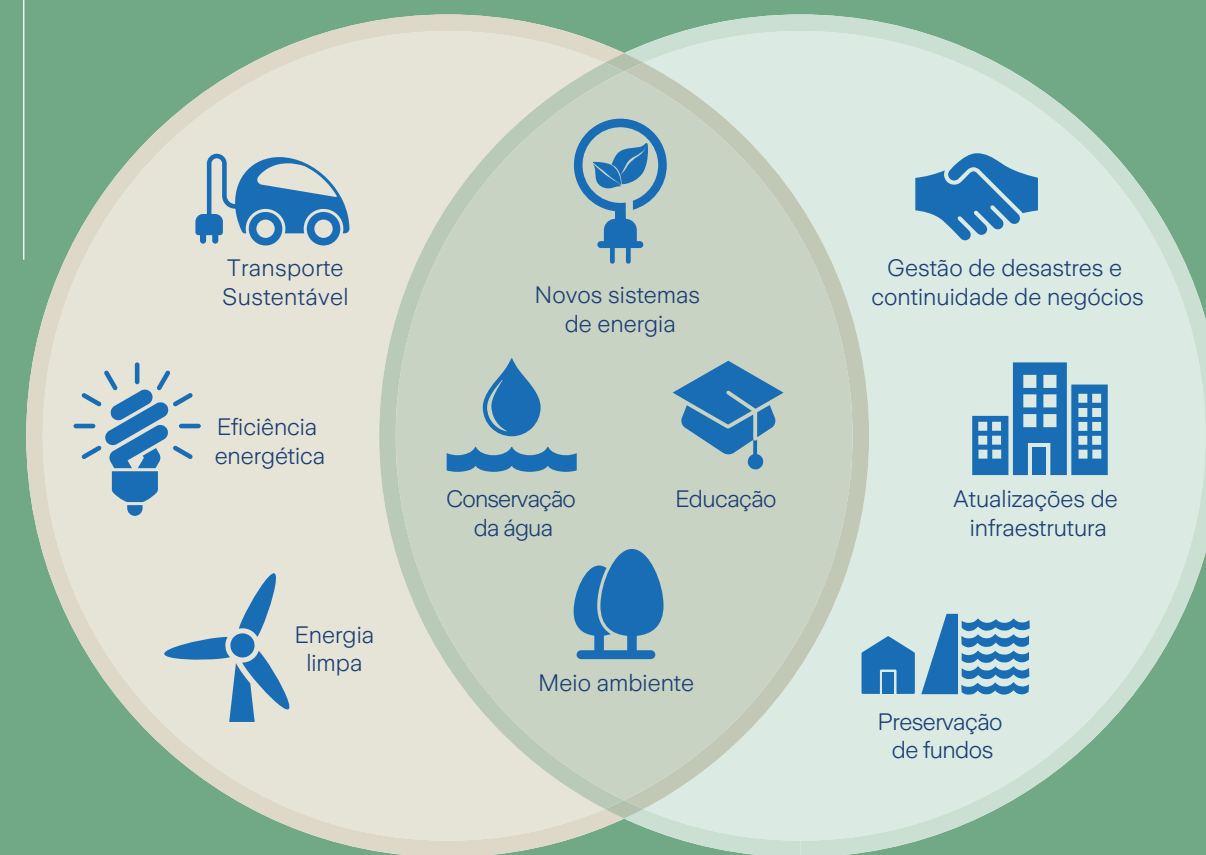 Transporte
Sustentável
Eficiência
energética
Energia
limpa
Novos sistemas
de energia
Conservação
da água
Educação
Meio ambiente
Gestão de desastres e
continuidade de negócios
Atualizações de
infraestrutura
Preservação
de fundos